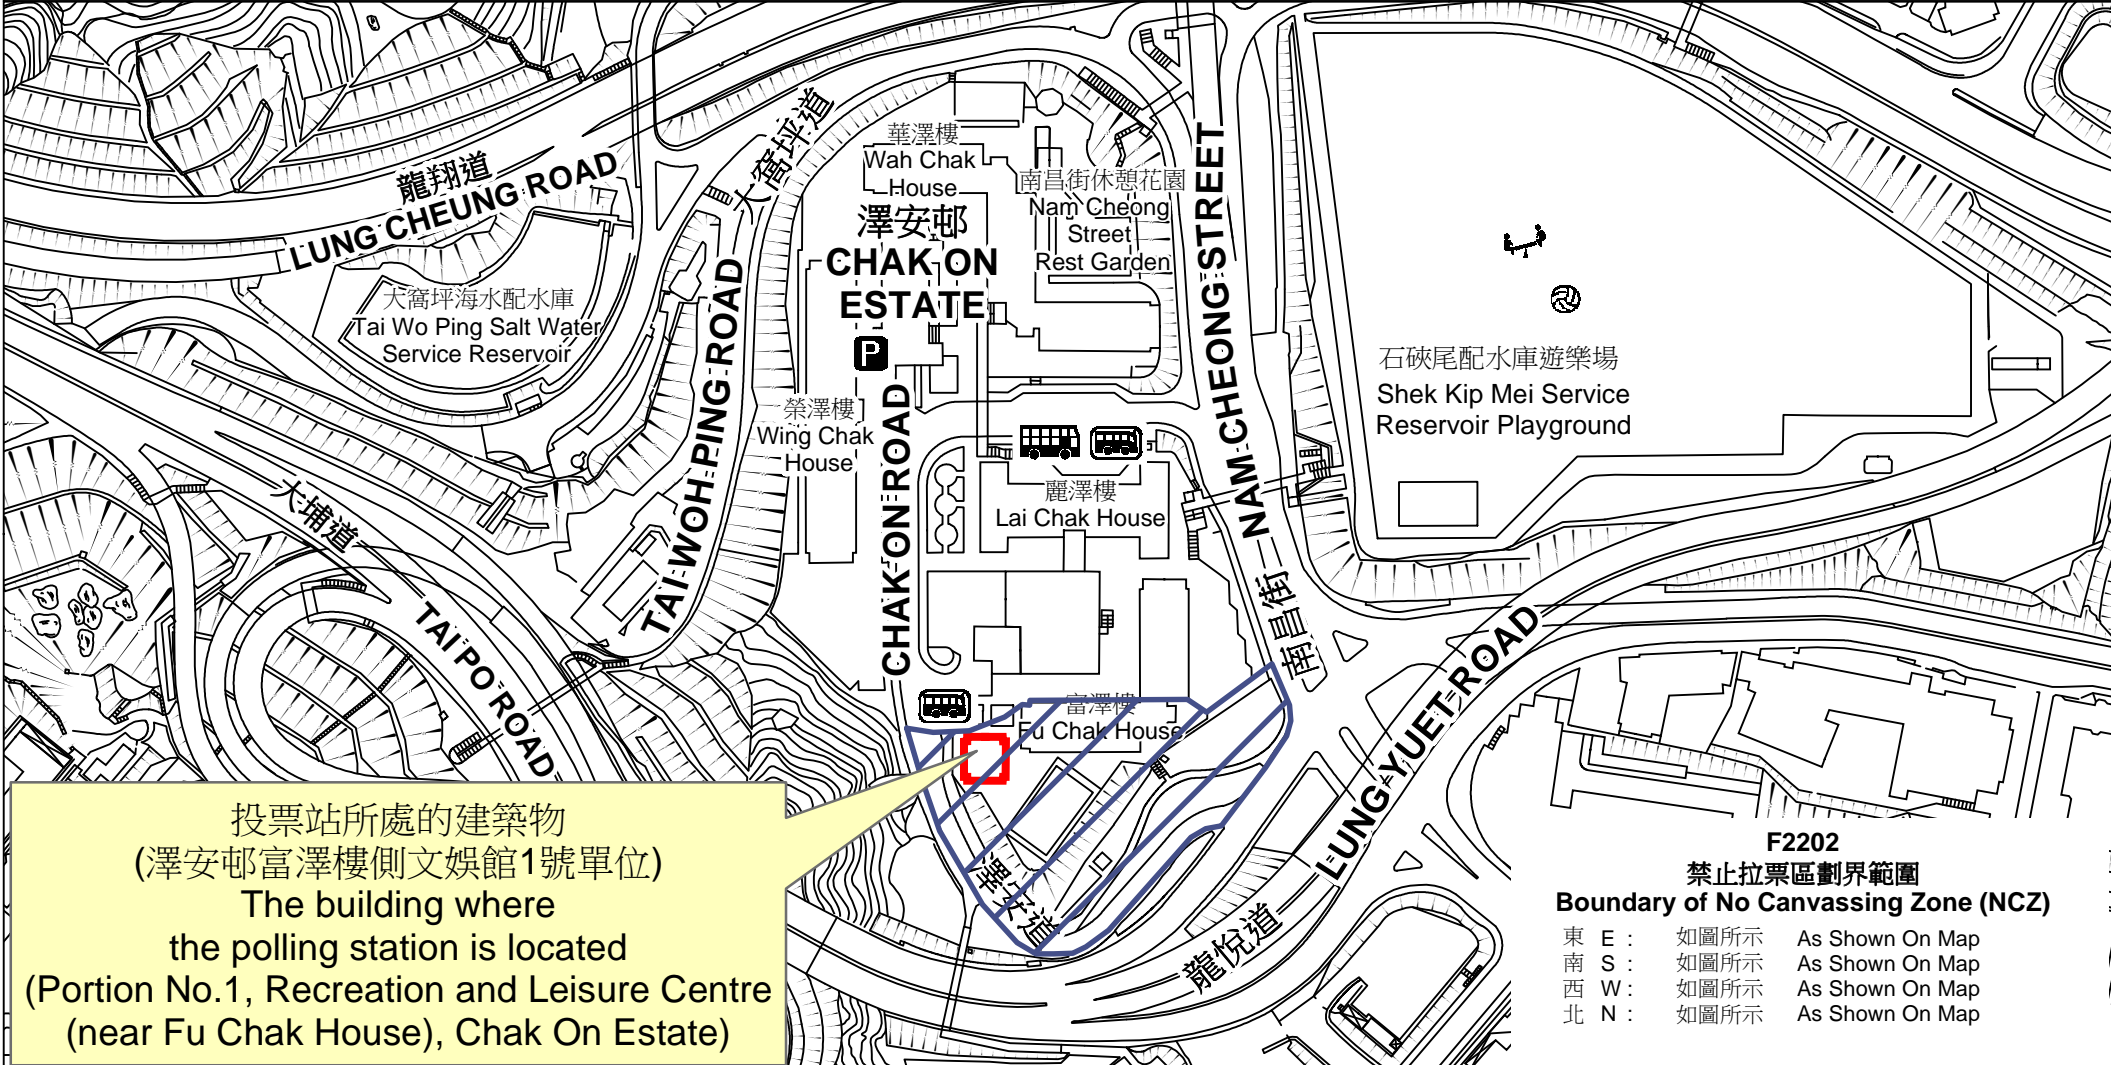 龍翔道
LUNG CHEUNG ROAD
大窩坪道
TAI WOH PING ROAD
大窩坪海水配水庫
Tai Wo Ping Salt Water
Service Reservoir
華澤樓
Wah Chak
House
澤安邨
CHAK ON
ESTATE
P
南昌街休憩花園
Nam Cheong
Street
Rest Garden
NAM CHEONG STREET
南昌街
石硤尾配水庫遊樂場
Shek Kip Mei Service
Reservoir Playground
榮澤樓
Wing Chak
House
CHAK ON ROAD
麗澤樓
Lai Chak House
大埔道
TAI PO ROAD
富澤樓
Fu Chak House
澤安道
LUNG YUET ROAD
龍悅道
投票站所處的建築物
(澤安邨富澤樓側文娛館1號單位)
The building where
the polling station is located
(Portion No.1, Recreation and Leisure Centre
(near Fu Chak House), Chak On Estate)
F2202
禁止拉票區劃界範圍
Boundary of No Canvassing Zone (NCZ)
東 E : 如圖所示 As Shown On Map
南 S : 如圖所示 As Shown On Map
西 W : 如圖所示 As Shown On Map
北 N : 如圖所示 As Shown On Map